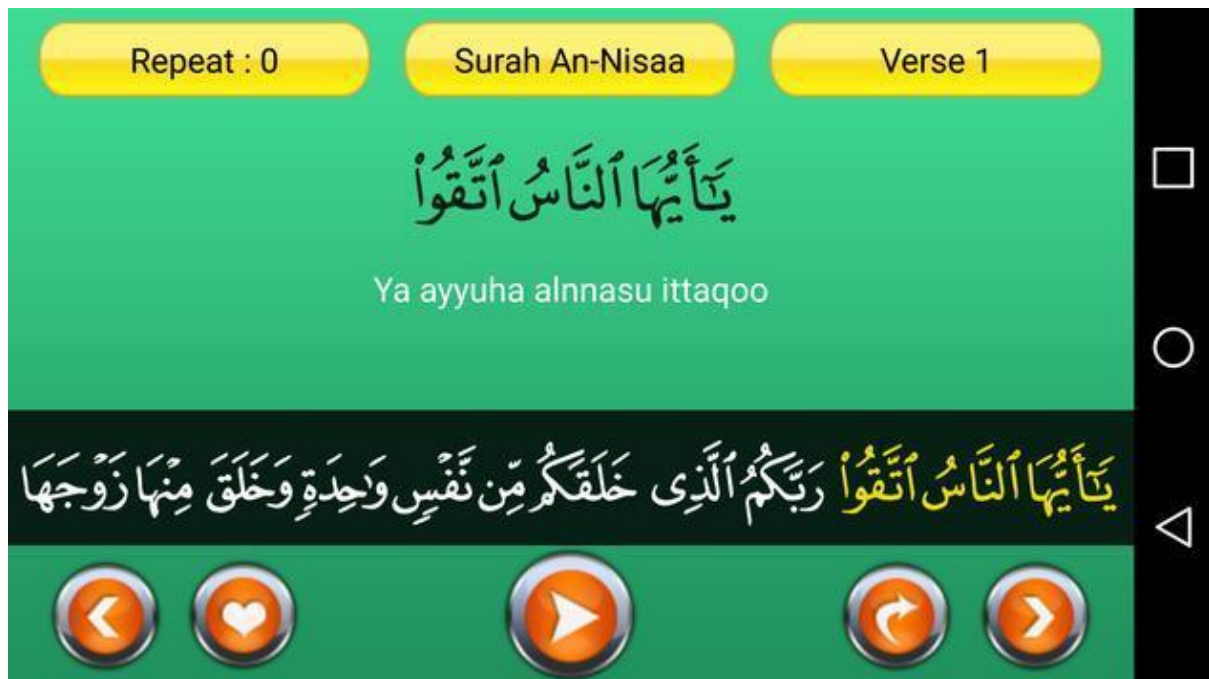 Repeat : 0
Surah An-Nisaa
Verse 1
يَـٰٓأَيُّهَا ٱلنَّاسُ ٱتَّقُوا۟
Ya ayyuha alnnasu ittaqoo
يَـٰٓأَيُّهَا ٱلنَّاسُ ٱتَّقُوا۟ رَبَّكُمُ ٱلَّذِى خَلَقَكُم مِّن نَّفْسٍ وَٰحِدَةٍ وَخَلَقَ مِنْهَا زَوْجَهَا